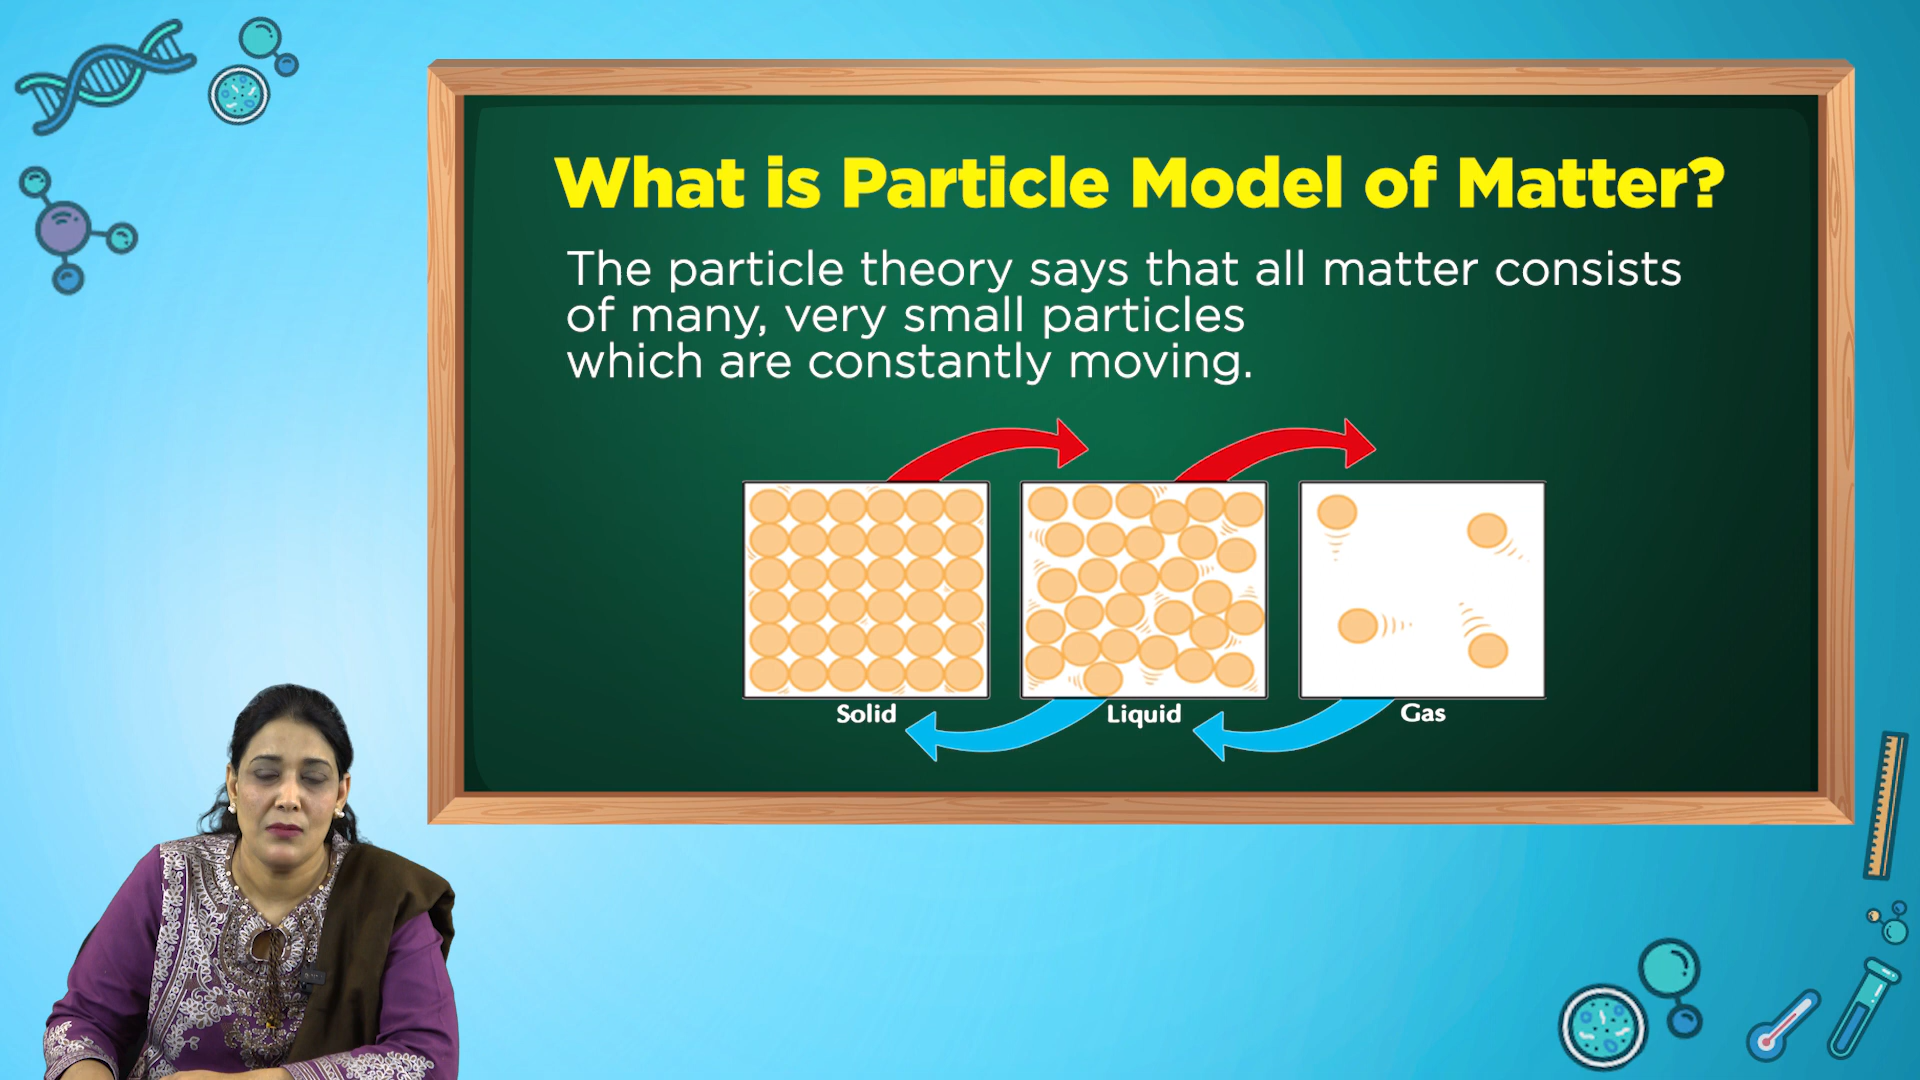 What is Particle Model of Matter?
The particle theory says that all matter consists
of many, very small particles
which are constantly moving.
Solid
Liquid
Gas